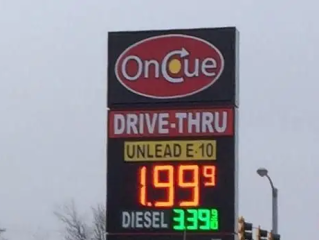 OnCue
DRIVE-THRU
UNLEAD E-10
1.99 9
DIESEL 3.39 9